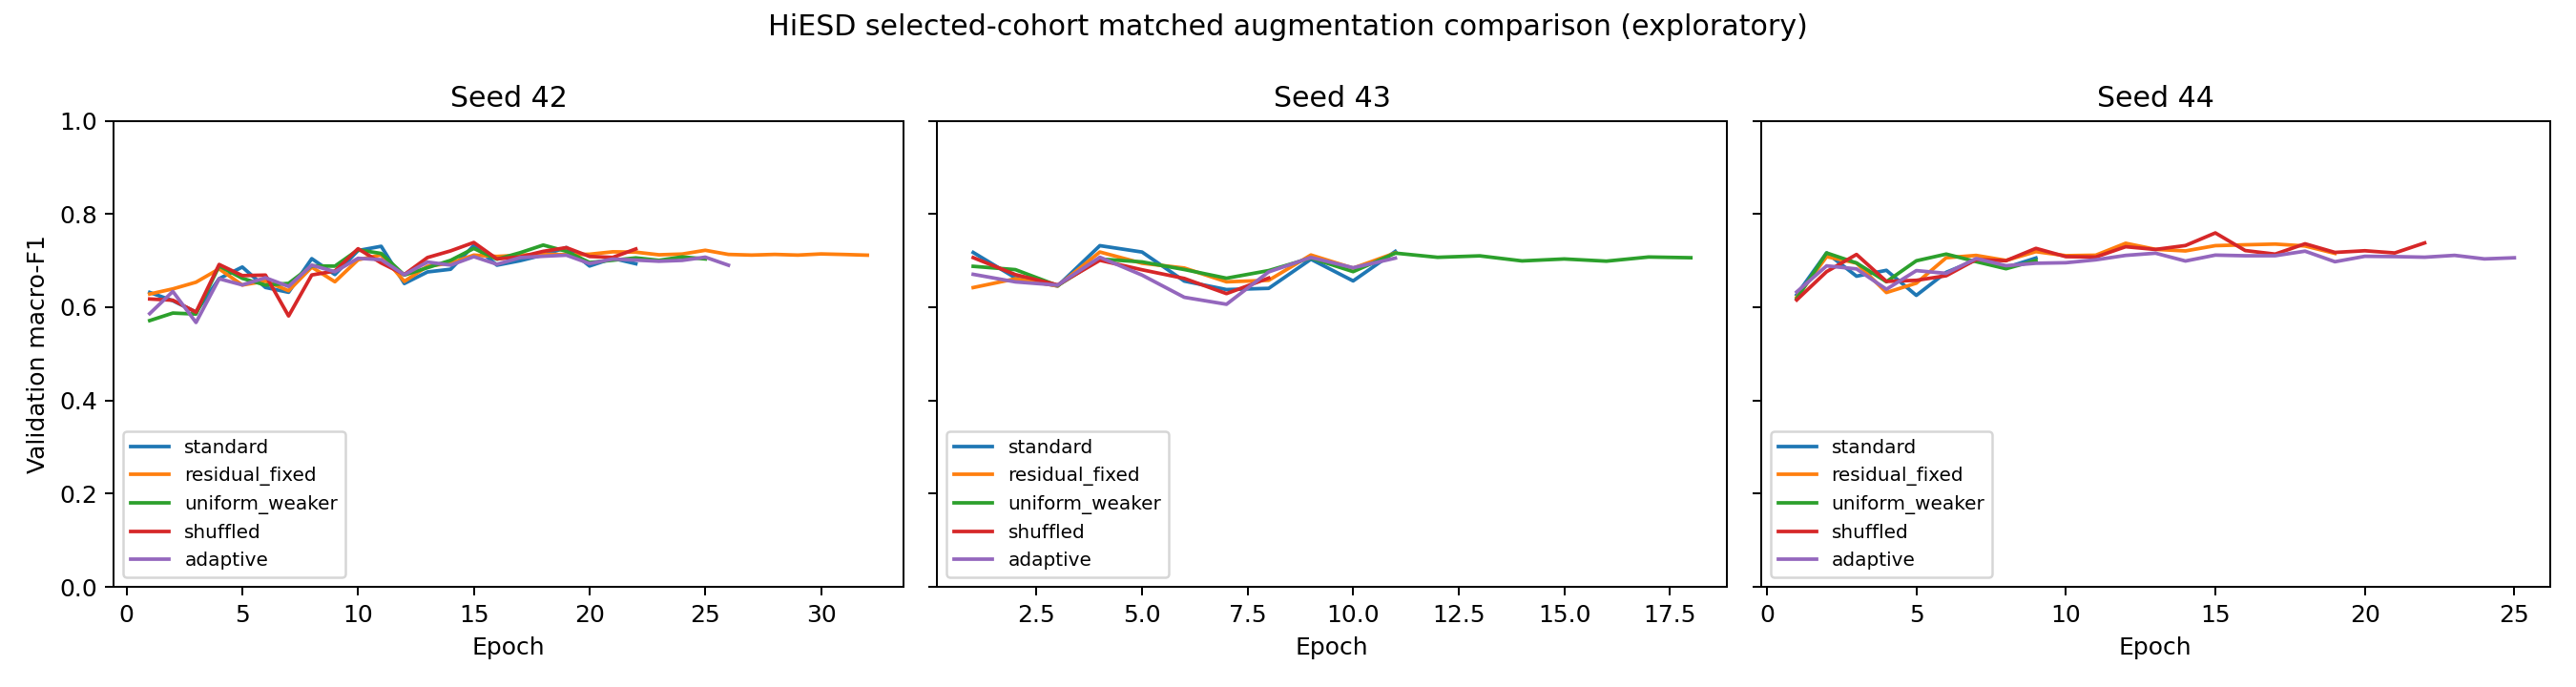 HiESD selected-cohort matched augmentation comparison (exploratory)
Seed 42
Seed 43
Seed 44
Validation macro-F1
1.0
0.8
0.6
0.4
0.2
0.0
standard
residual_fixed
uniform_weaker
shuffled
adaptive
standard
residual_fixed
uniform_weaker
shuffled
adaptive
standard
residual_fixed
uniform_weaker
shuffled
adaptive
0 5 10 15 20 25 30
2.5 5.0 7.5 10.0 12.5 15.0 17.5
0 5 10 15 20 25
Epoch
Epoch
Epoch